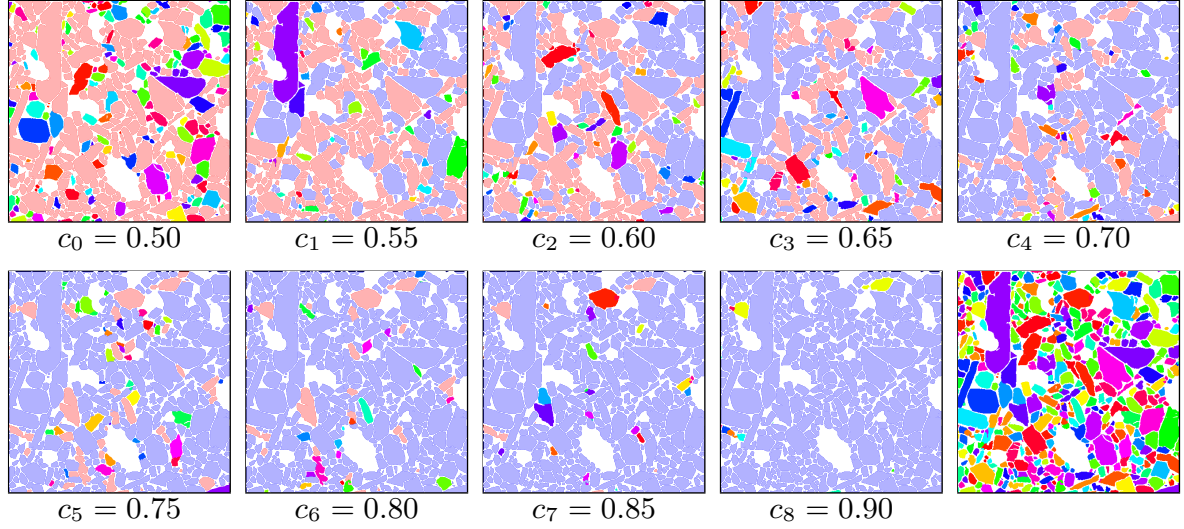 c₀ = 0.50 c₁ = 0.55 c₂ = 0.60 c₃ = 0.65 c₄ = 0.70
c₅ = 0.75 c₆ = 0.80 c₇ = 0.85 c₈ = 0.90